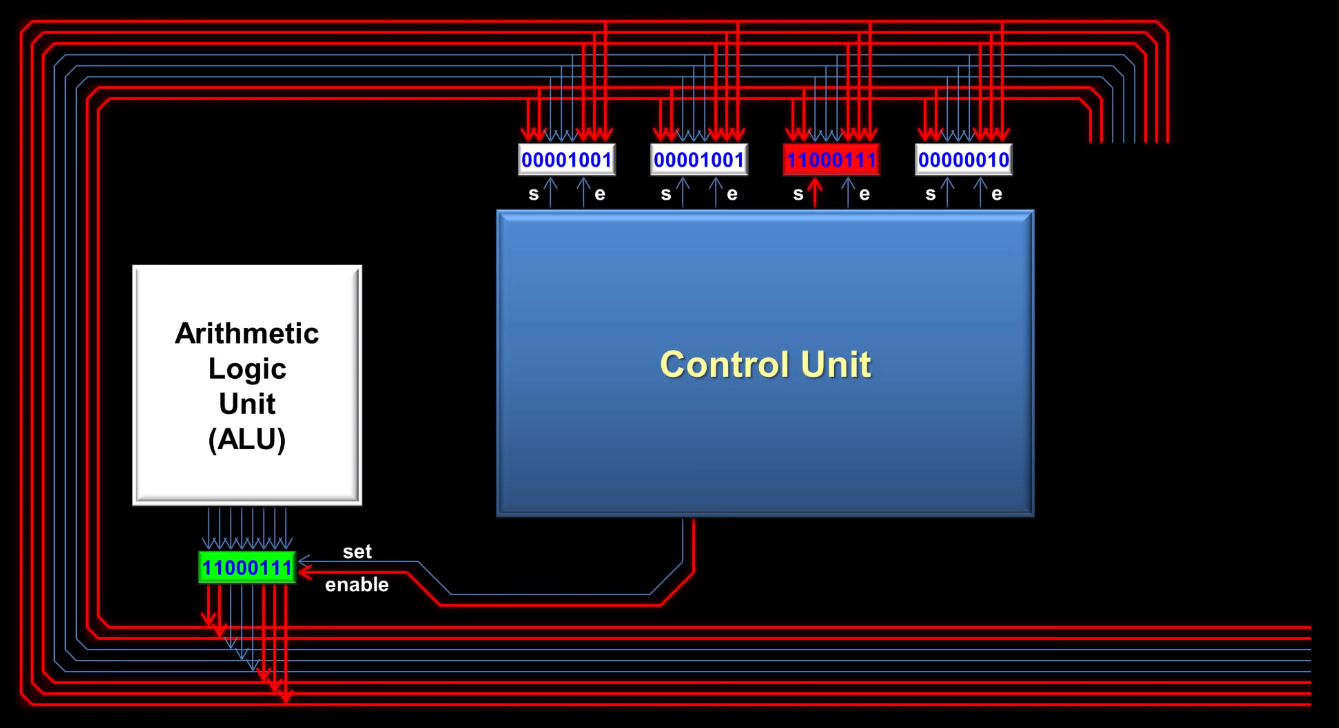 00001001 00001001 11000111 00000010
s e s e s e s e
Arithmetic
Logic
Unit
(ALU)
Control Unit
set
11000111
enable